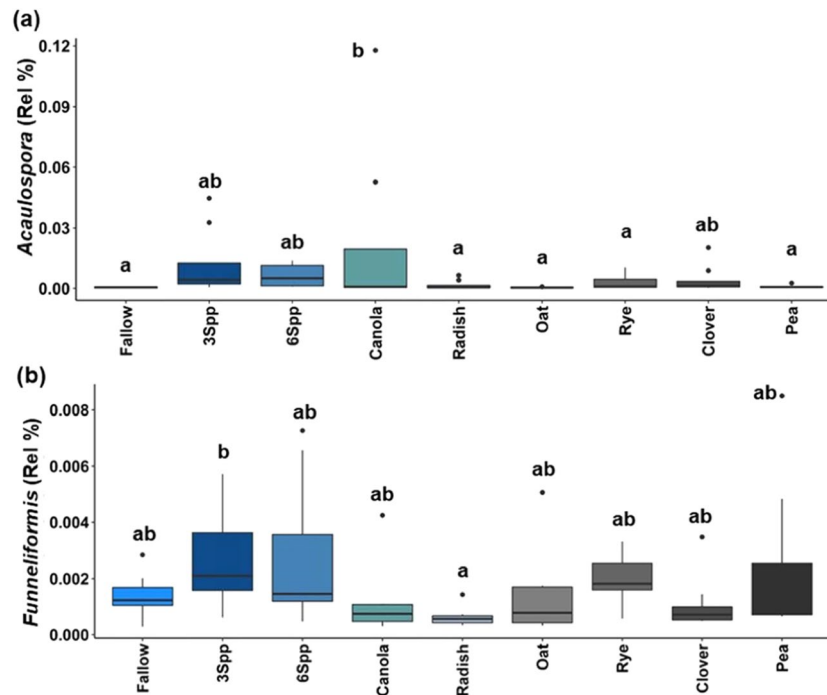 (a)
Acaulospora (Rel %)
0.12
0.09
0.06
0.03
0.00
a
ab
ab
b
a
a
a
ab
a
Fallow
3Spp
6Spp
Canola
Radish
Oat
Rye
Clover
Pea
(b)
Funneliformis (Rel %)
0.008
0.006
0.004
0.002
0.000
ab
b
ab
ab
a
ab
ab
ab
ab
Fallow
3Spp
6Spp
Canola
Radish
Oat
Rye
Clover
Pea